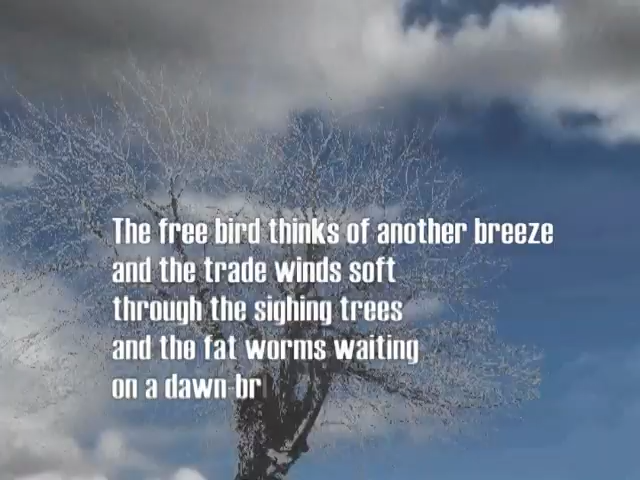 The free bird thinks of another breeze
and the trade winds soft
through the sighing trees
and the fat worms waiting
on a dawn-br